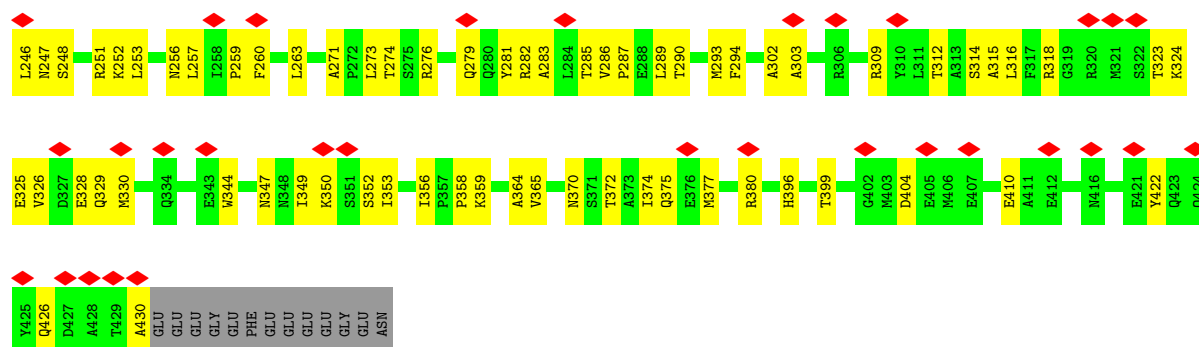 L246 N247 S248 R251 K252 L253 N256 L257 I258 P259 F260 L263 A271 P272 L273 T274 S275 R276 Q279 Q280 Y281 R282 A283 L284 T285 V286 P287 E288 L289 T290 M293 F294 A302 A303 R306 R309 Y310 L311 T312 A313 S314 A315 L316 F317 R318 G319 R320 M321 S322 T323 K324
E325 V326 D327 E328 Q329 M330 Q334 E343 W344 N347 N348 I349 K350 S351 S352 I353 I356 P357 P358 K359 A364 V365 N370 S371 T372 A373 I374 Q375 E376 M377 R380 H396 T399 G402 M403 D404 E405 M406 E407 E410 A411 E412 N416 E421 Y422 Q423 Q424
Y425 Q426 D427 A428 T429 A430 GLU GLU GLU GLY GLU PHE GLU GLU GLU GLU GLY GLU ASN